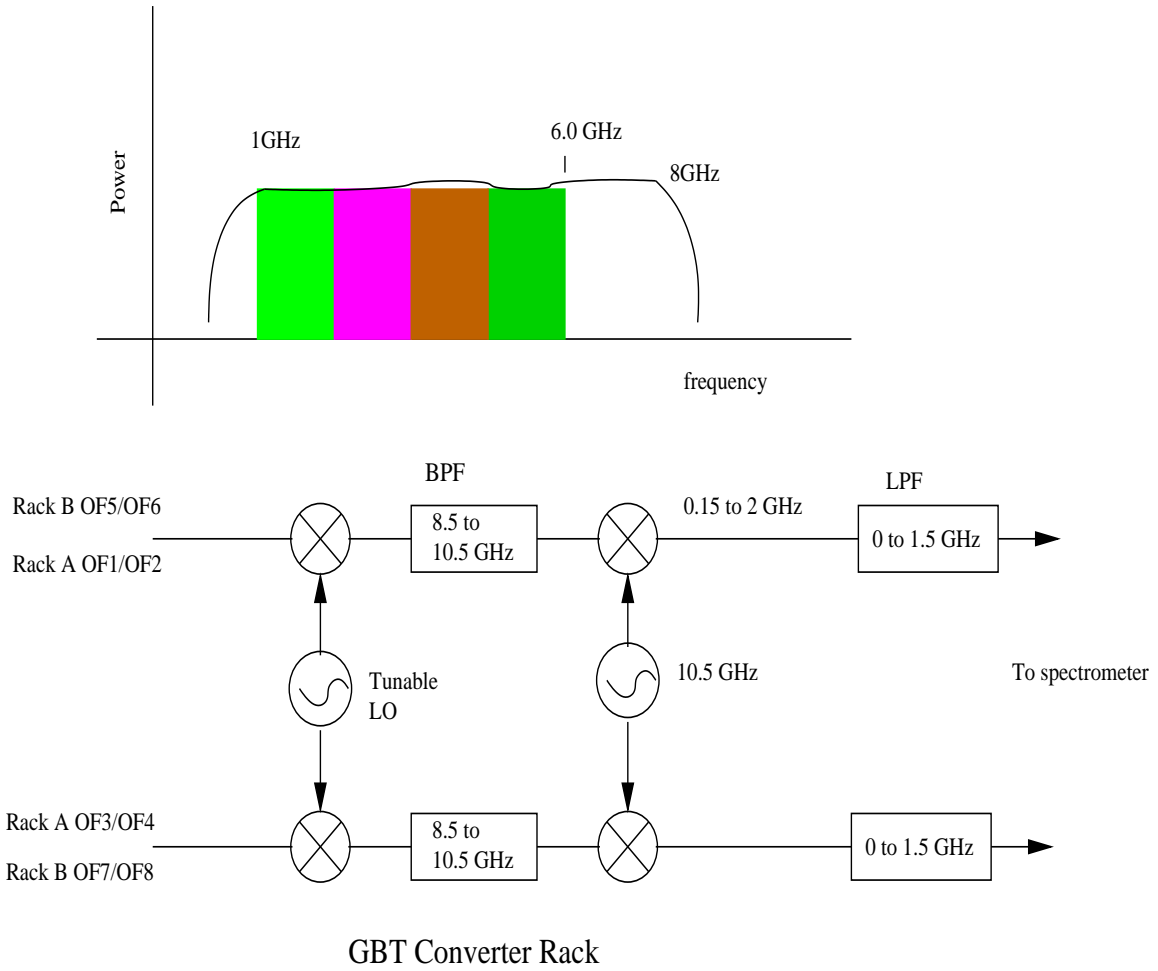 1GHz
6.0 GHz
8GHz
Power
frequency
BPF
LPF
Rack B OF5/OF6
Rack A OF1/OF2
8.5 to
10.5 GHz
0.15 to 2 GHz
0 to 1.5 GHz
Tunable
LO
10.5 GHz
To spectrometer
Rack A OF3/OF4
Rack B OF7/OF8
8.5 to
10.5 GHz
0 to 1.5 GHz
GBT Converter Rack